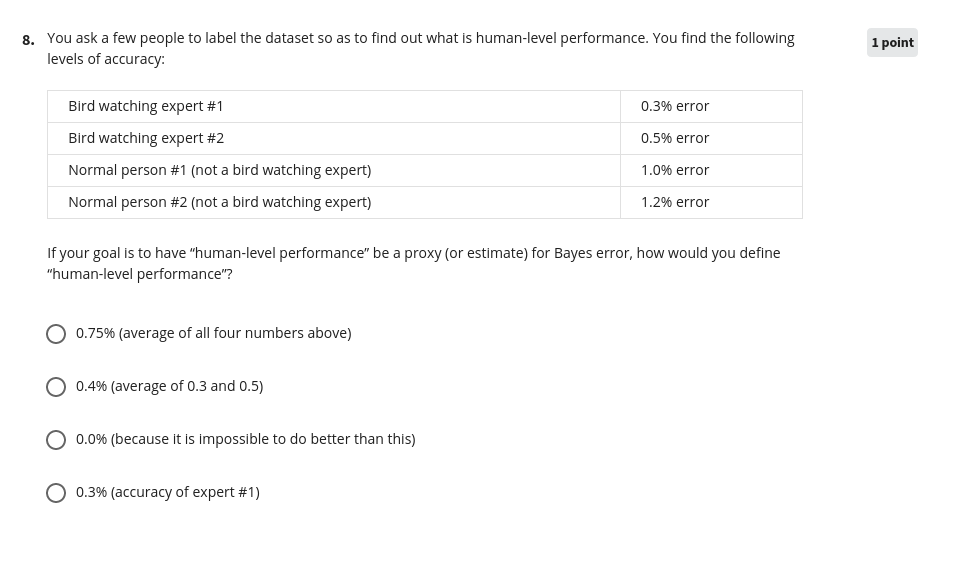 8. You ask a few people to label the dataset so as to find out what is human-level performance. You find the following
1 point
levels of accuracy:
Bird watching expert #1 0.3% error
Bird watching expert #2 0.5% error
Normal person #1 (not a bird watching expert) 1.0% error
Normal person #2 (not a bird watching expert) 1.2% error
If your goal is to have “human-level performance” be a proxy (or estimate) for Bayes error, how would you define
“human-level performance”?
0.75% (average of all four numbers above)
0.4% (average of 0.3 and 0.5)
0.0% (because it is impossible to do better than this)
0.3% (accuracy of expert #1)